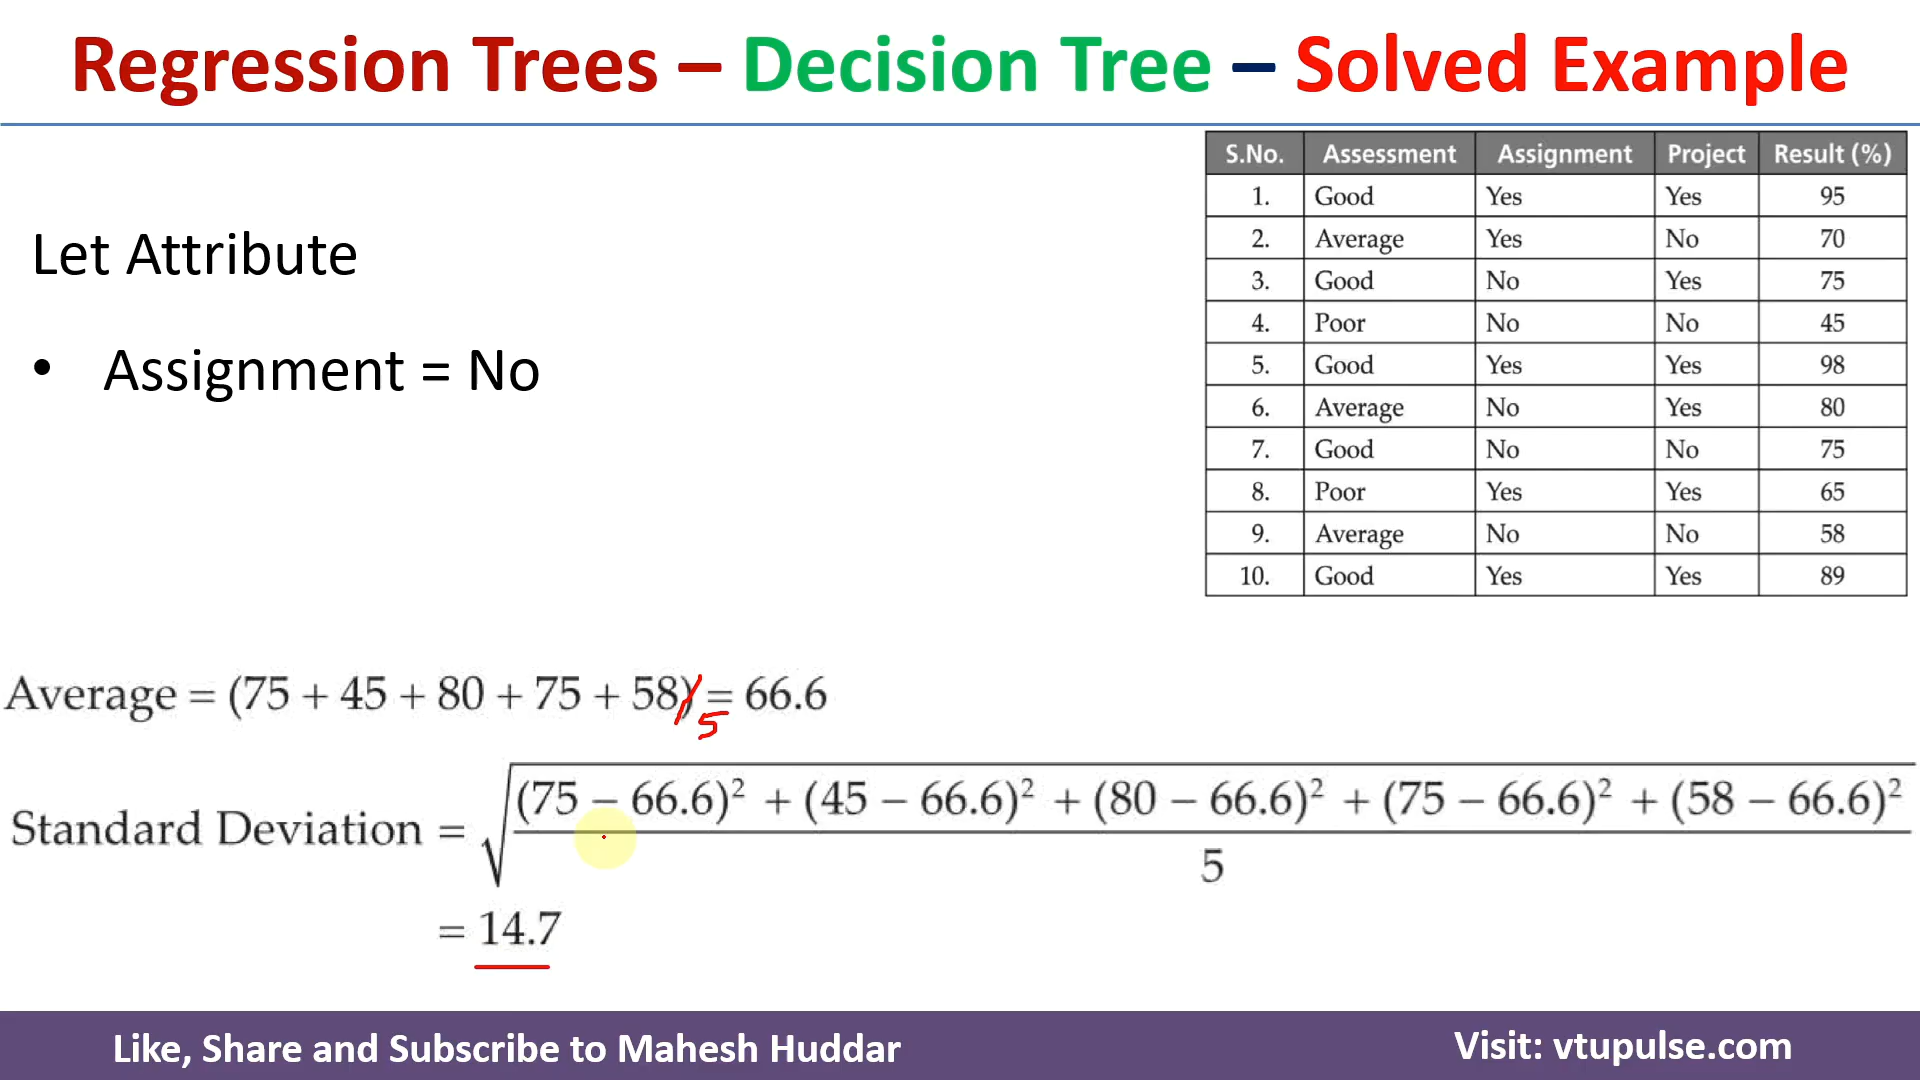 Regression Trees – Decision Tree – Solved Example
Let Attribute
• Assignment = No
S.No. Assessment Assignment Project Result (%)
1. Good Yes Yes 95
2. Average Yes No 70
3. Good No Yes 75
4. Poor No No 45
5. Good Yes Yes 98
6. Average No Yes 80
7. Good No No 75
8. Poor Yes Yes 65
9. Average No No 58
10. Good Yes Yes 89
Average = (75 + 45 + 80 + 75 + 58)/5 = 66.6
Standard Deviation = √((75 – 66.6)² + (45 – 66.6)² + (80 – 66.6)² + (75 – 66.6)² + (58 – 66.6)²
5
= 14.7
Like, Share and Subscribe to Mahesh Huddar
Visit: vtupulse.com